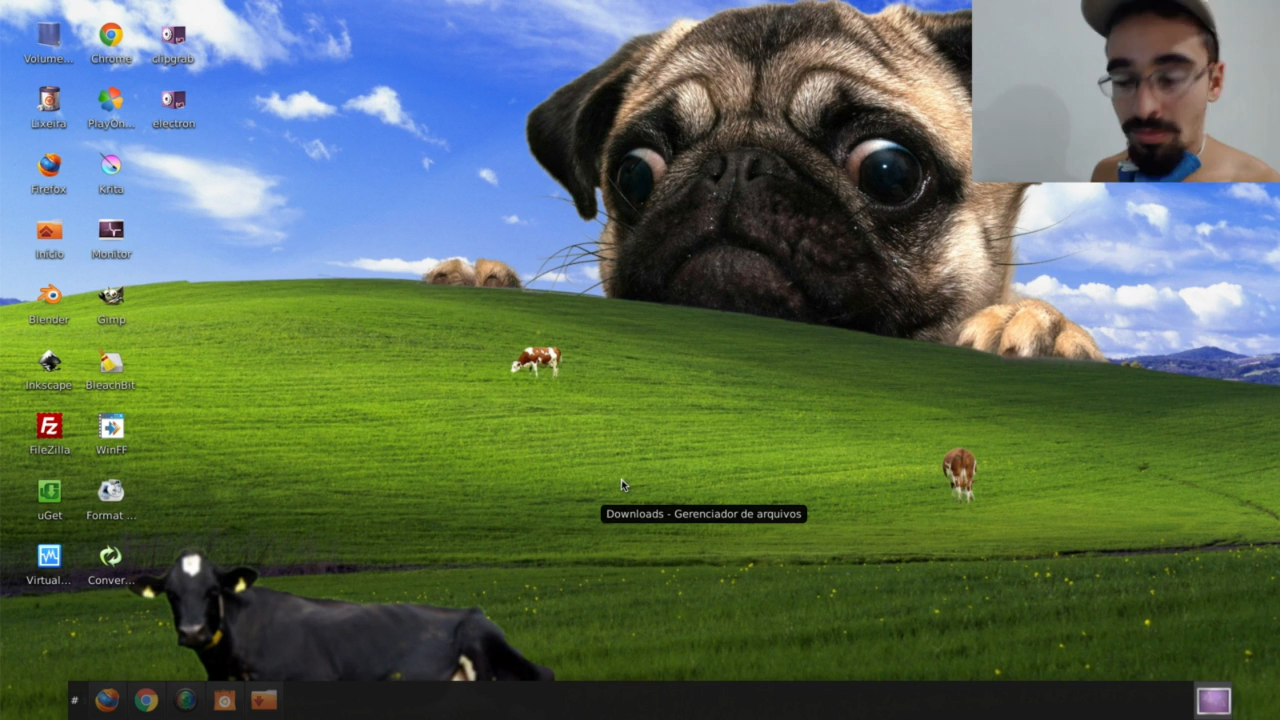 Volume...
Chrome
clipgrab
Lixeira
PlayOn...
electron
Firefox
Krita
Início
Monitor
Blender
Gimp
Inkscape
BleachBit
FZ
FileZilla
WinFF
uGet
Format ...
Virtual...
Conver...
Downloads - Gerenciador de arquivos
#